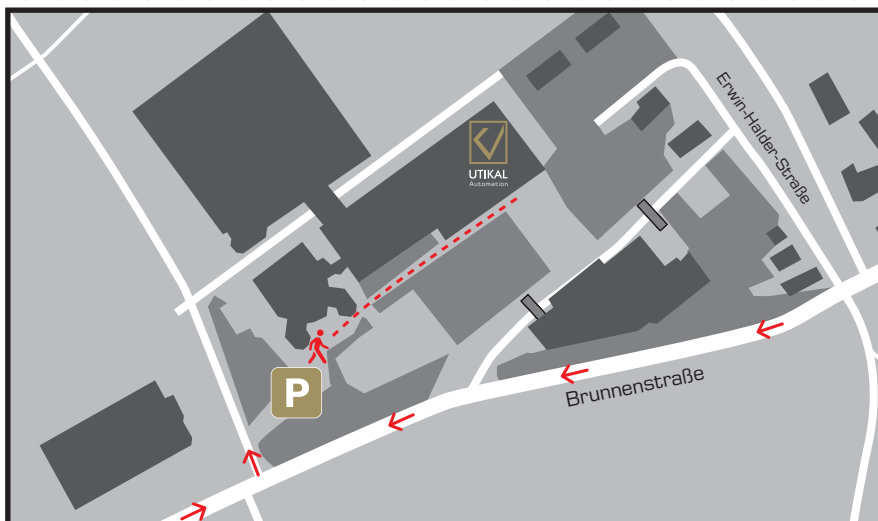 Erwin-Halder-Straße
UTIKAL
Automation
P
Brunnenstraße